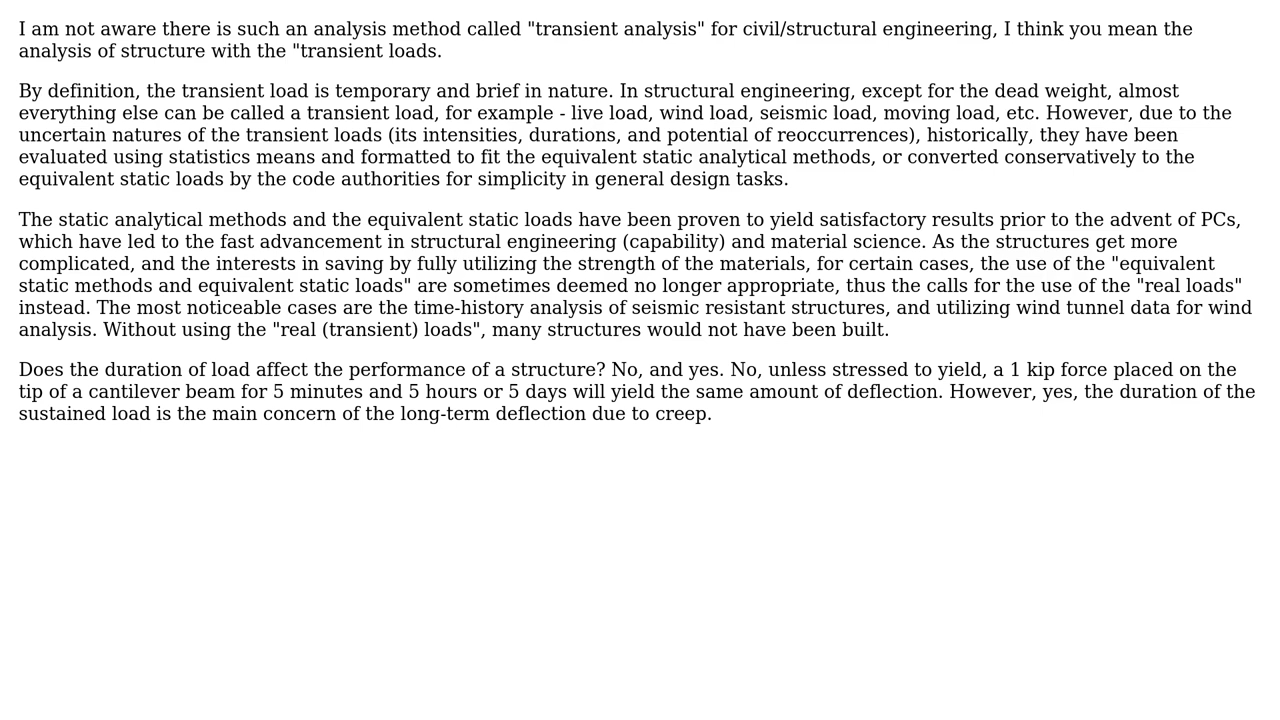 I am not aware there is such an analysis method called "transient analysis" for civil/structural engineering, I think you mean the
analysis of structure with the "transient loads.
By definition, the transient load is temporary and brief in nature. In structural engineering, except for the dead weight, almost
everything else can be called a transient load, for example - live load, wind load, seismic load, moving load, etc. However, due to the
uncertain natures of the transient loads (its intensities, durations, and potential of reoccurrences), historically, they have been
evaluated using statistics means and formatted to fit the equivalent static analytical methods, or converted conservatively to the
equivalent static loads by the code authorities for simplicity in general design tasks.
The static analytical methods and the equivalent static loads have been proven to yield satisfactory results prior to the advent of PCs,
which have led to the fast advancement in structural engineering (capability) and material science. As the structures get more
complicated, and the interests in saving by fully utilizing the strength of the materials, for certain cases, the use of the "equivalent
static methods and equivalent static loads" are sometimes deemed no longer appropriate, thus the calls for the use of the "real loads"
instead. The most noticeable cases are the time-history analysis of seismic resistant structures, and utilizing wind tunnel data for wind
analysis. Without using the "real (transient) loads", many structures would not have been built.
Does the duration of load affect the performance of a structure? No, and yes. No, unless stressed to yield, a 1 kip force placed on the
tip of a cantilever beam for 5 minutes and 5 hours or 5 days will yield the same amount of deflection. However, yes, the duration of the
sustained load is the main concern of the long-term deflection due to creep.